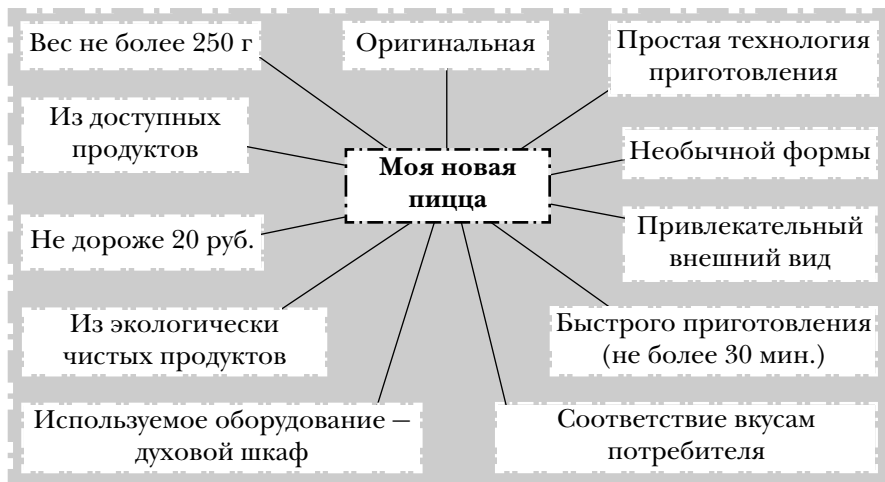 Вес не более 250 г
Оригинальная
Простая технология
приготовления
Из доступных
продуктов
Моя новая
пицца
Необычной формы
Не дороже 20 руб.
Привлекательный
внешний вид
Из экологически
чистых продуктов
Быстрого приготовления
(не более 30 мин.)
Используемое оборудование –
духовой шкаф
Соответствие вкусам
потребителя